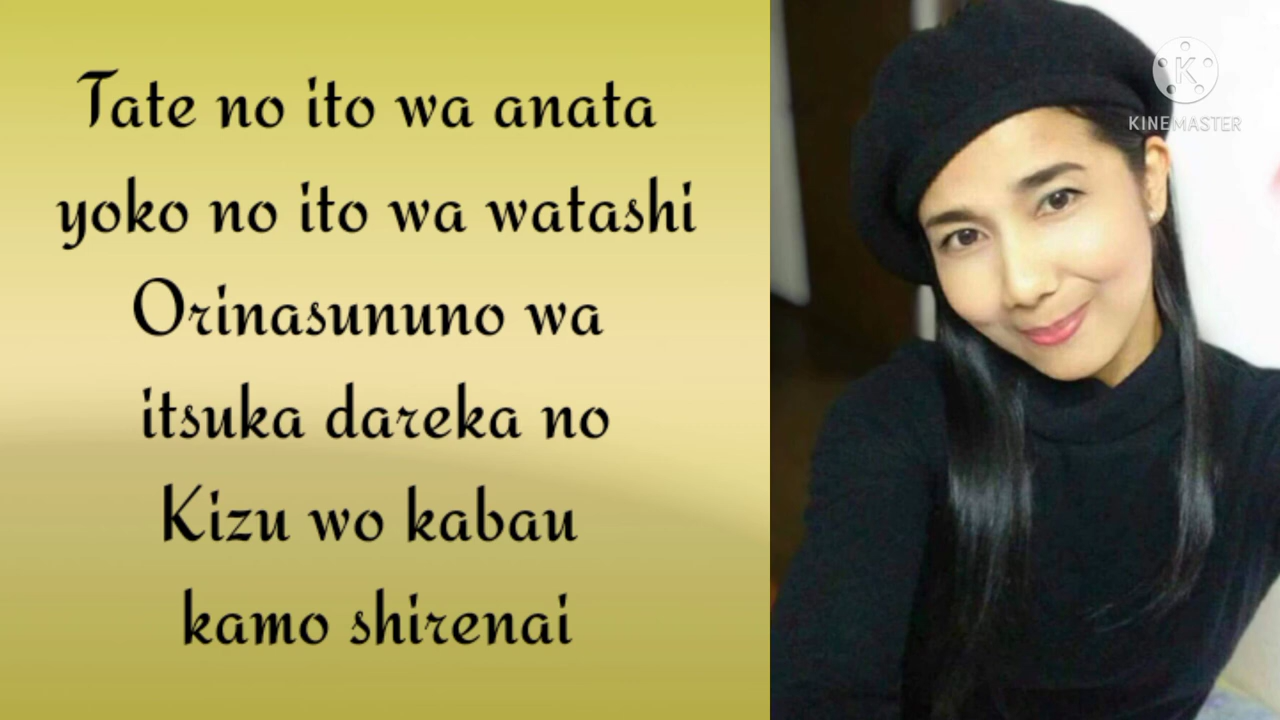 Tate no ito wa anata
yoko no ito wa watashi
Orinasununo wa
itsuka dareka no
Kizu wo kabau
kamo shirenai
K
KINEMASTER